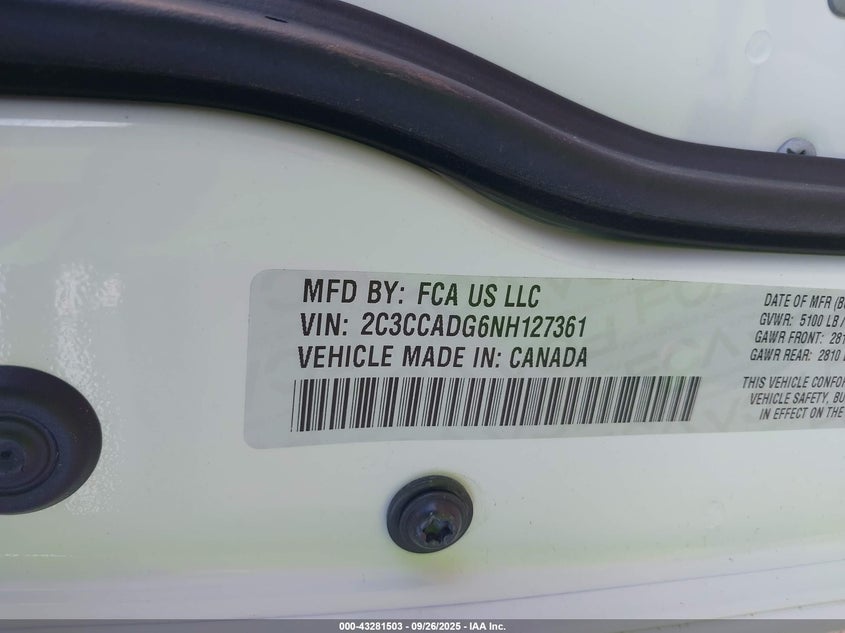 MFD BY: FCA US LLC
VIN: 2C3CCADG6NH127361
VEHICLE MADE IN: CANADA
DATE OF MFR
GVWR: 5100 LB /
GAWR FRONT: 281
GAWR REAR: 2810
THIS VEHICLE
VEHICLE SAFETY,
IN EFFECT ON THE
000-43281503 - 09/26/2025 - IAA Inc.